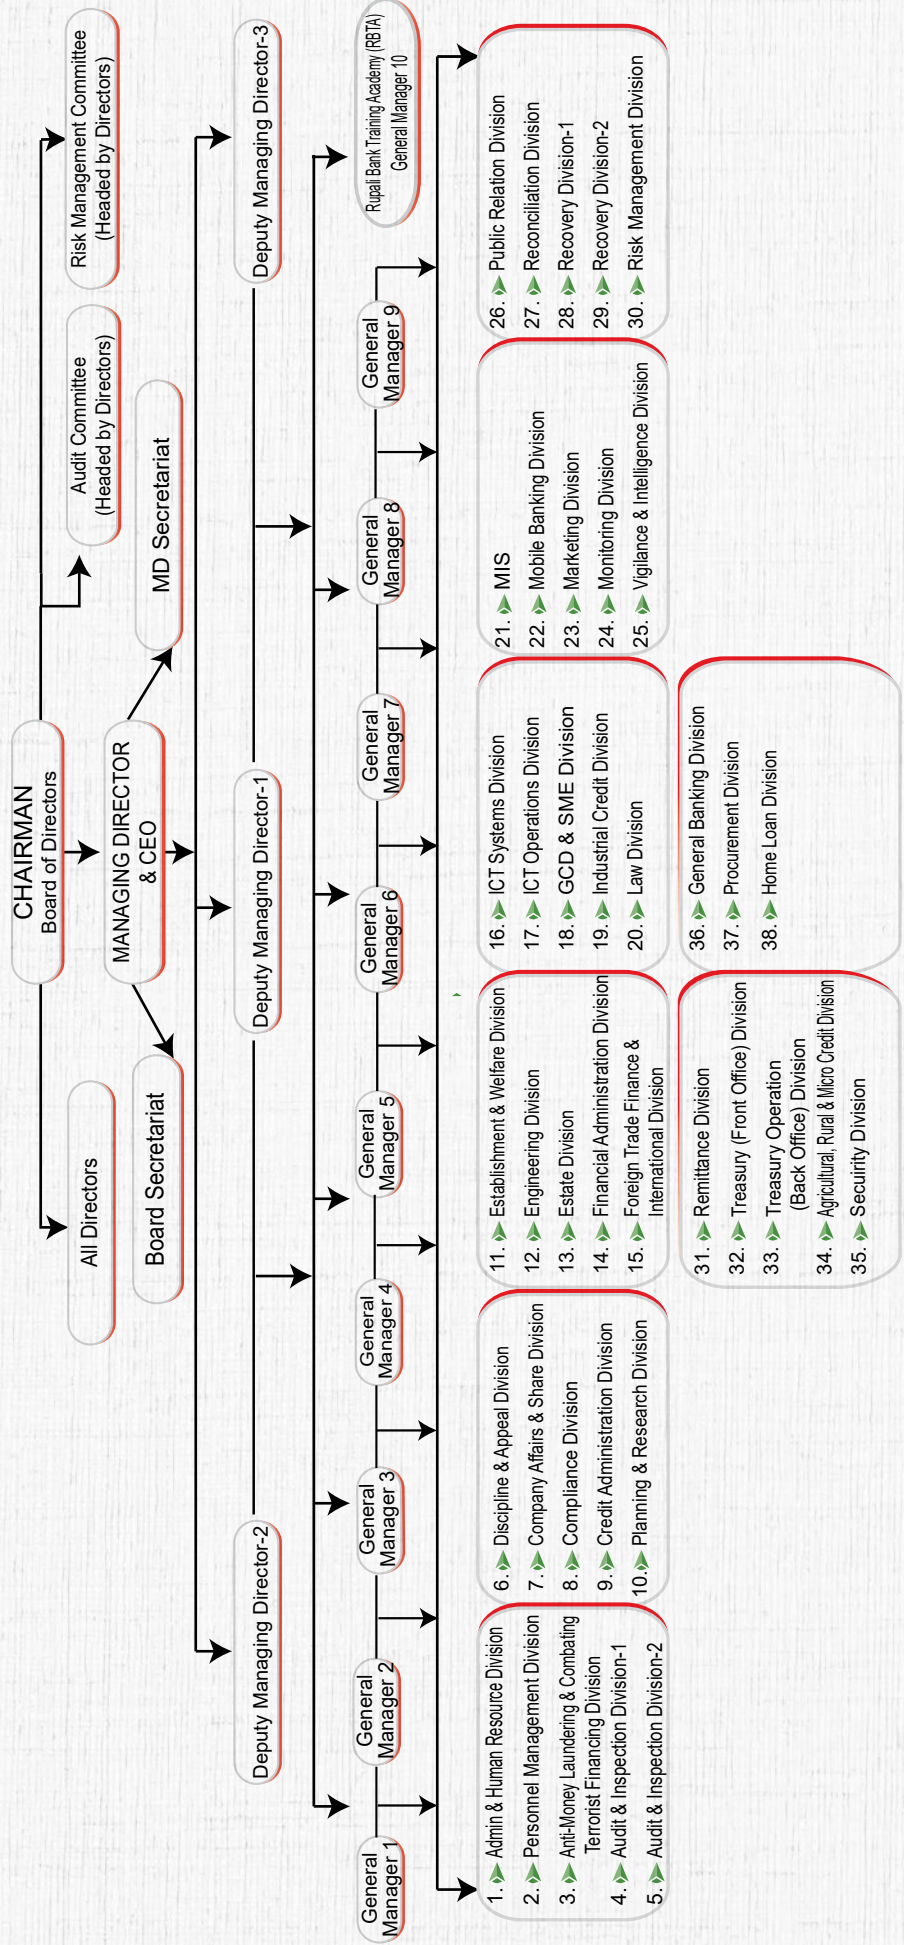 CHAIRMAN
Board of Directors
All Directors
Audit Committee
(Headed by Directors)
Risk Management Committee
(Headed by Directors)
MANAGING DIRECTOR
& CEO
Board Secretariat
MD Secretariat
Deputy Managing Director-2
Deputy Managing Director-1
Deputy Managing Director-3
General
Manager 1
General
Manager 2
General
Manager 3
General
Manager 4
General
Manager 5
General
Manager 6
General
Manager 7
General
Manager 8
General
Manager 9
Rupali Bank Training Academy (RBTA)
General Manager 10
1. Admin & Human Resource Division
2. Personnel Management Division
3. Anti-Money Laundering & Combating
Terrorist Financing Division
4. Audit & Inspection Division-1
5. Audit & Inspection Division-2
6. Discipline & Appeal Division
7. Company Affairs & Share Division
8. Compliance Division
9. Credit Administration Division
10. Planning & Research Division
11. Establishment & Welfare Division
12. Engineering Division
13. Estate Division
14. Financial Administration Division
15. Foreign Trade Finance &
International Division
16. ICT Systems Division
17. ICT Operations Division
18. GCD & SME Division
19. Industrial Credit Division
20. Law Division
21. MIS
22. Mobile Banking Division
23. Marketing Division
24. Monitoring Division
25. Vigilance & Intelligence Division
26. Public Relation Division
27. Reconciliation Division
28. Recovery Division-1
29. Recovery Division-2
30. Risk Management Division
31. Remittance Division
32. Treasury (Front Office) Division
33. Treasury Operation
(Back Office) Division
34. Agricultural, Rural & Micro Credit Division
35. Secuirity Division
36. General Banking Division
37. Procurement Division
38. Home Loan Division